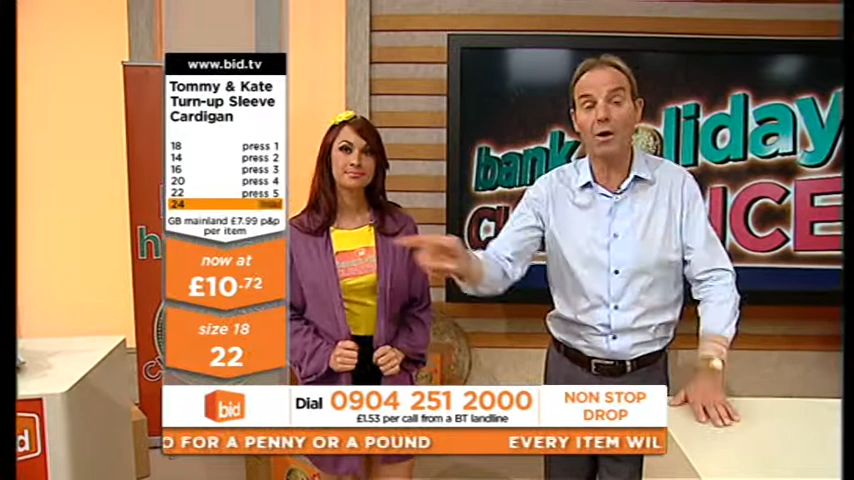 www.bid.tv
Tommy & Kate
Turn-up Sleeve
Cardigan
18 press 1
14 press 2
16 press 3
20 press 4
22 press 5
24
GB mainland £7.99 p&p
per item
now at
£10.72
size 18
22
bank holiday
bid
Dial 0904 251 2000
£1.53 per call from a BT landline
NON STOP
DROP
O FOR A PENNY OR A POUND EVERY ITEM WIL